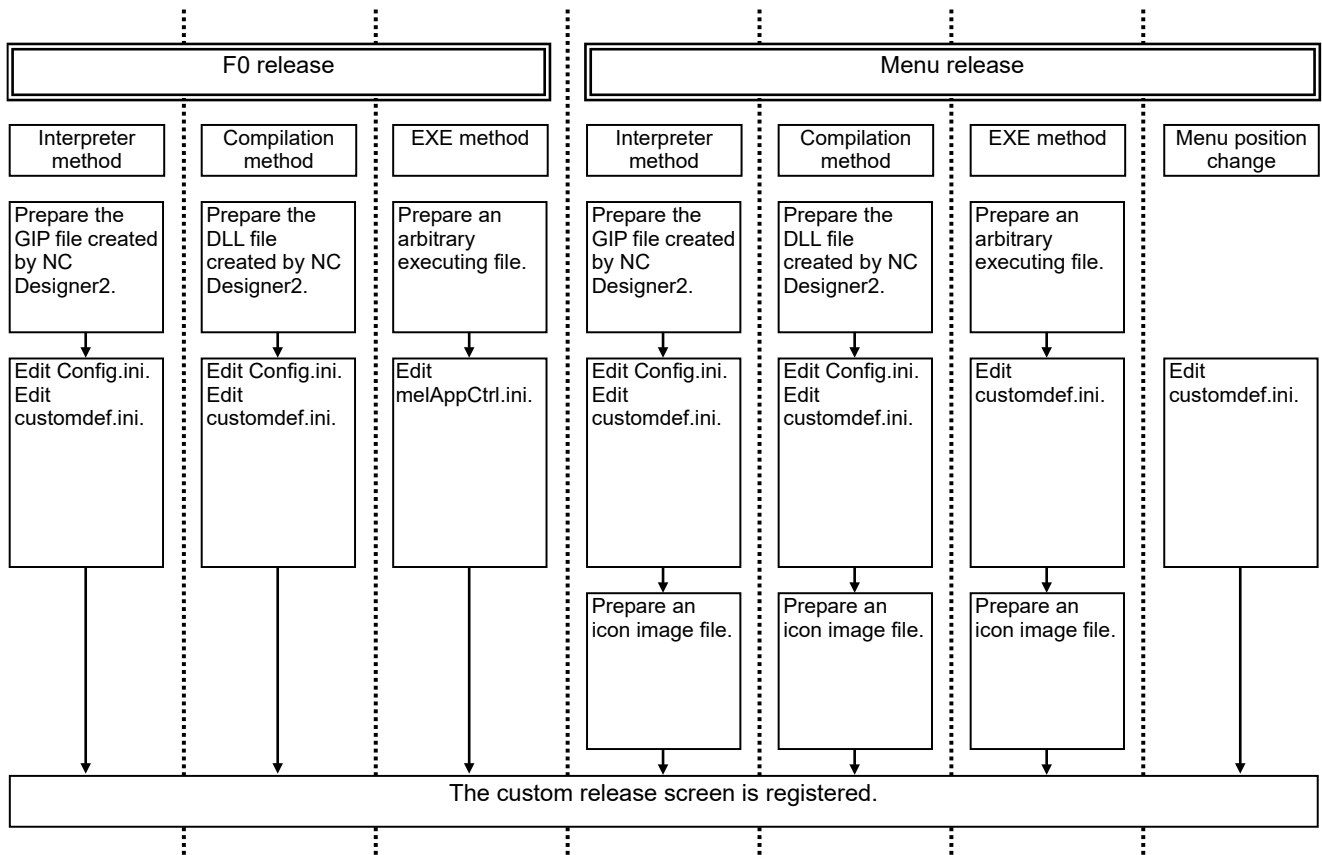 F0 release
Menu release
Interpreter
method
Compilation
method
EXE method
Interpreter
method
Compilation
method
EXE method
Menu position
change
Prepare the
GIP file created
by NC
Designer2.
Prepare the
DLL file
created by NC
Designer2.
Prepare an
arbitrary
executing file.
Prepare the
GIP file created
by NC
Designer2.
Prepare the
DLL file
created by NC
Designer2.
Prepare an
arbitrary
executing file.
Edit Config.ini.
Edit
customdef.ini.
Edit Config.ini.
Edit
customdef.ini.
Edit
melAppCtrl.ini.
Edit Config.ini.
Edit
customdef.ini.
Edit Config.ini.
Edit
customdef.ini.
Edit
customdef.ini.
Edit
customdef.ini.
Prepare an
icon image file.
Prepare an
icon image file.
Prepare an
icon image file.
The custom release screen is registered.